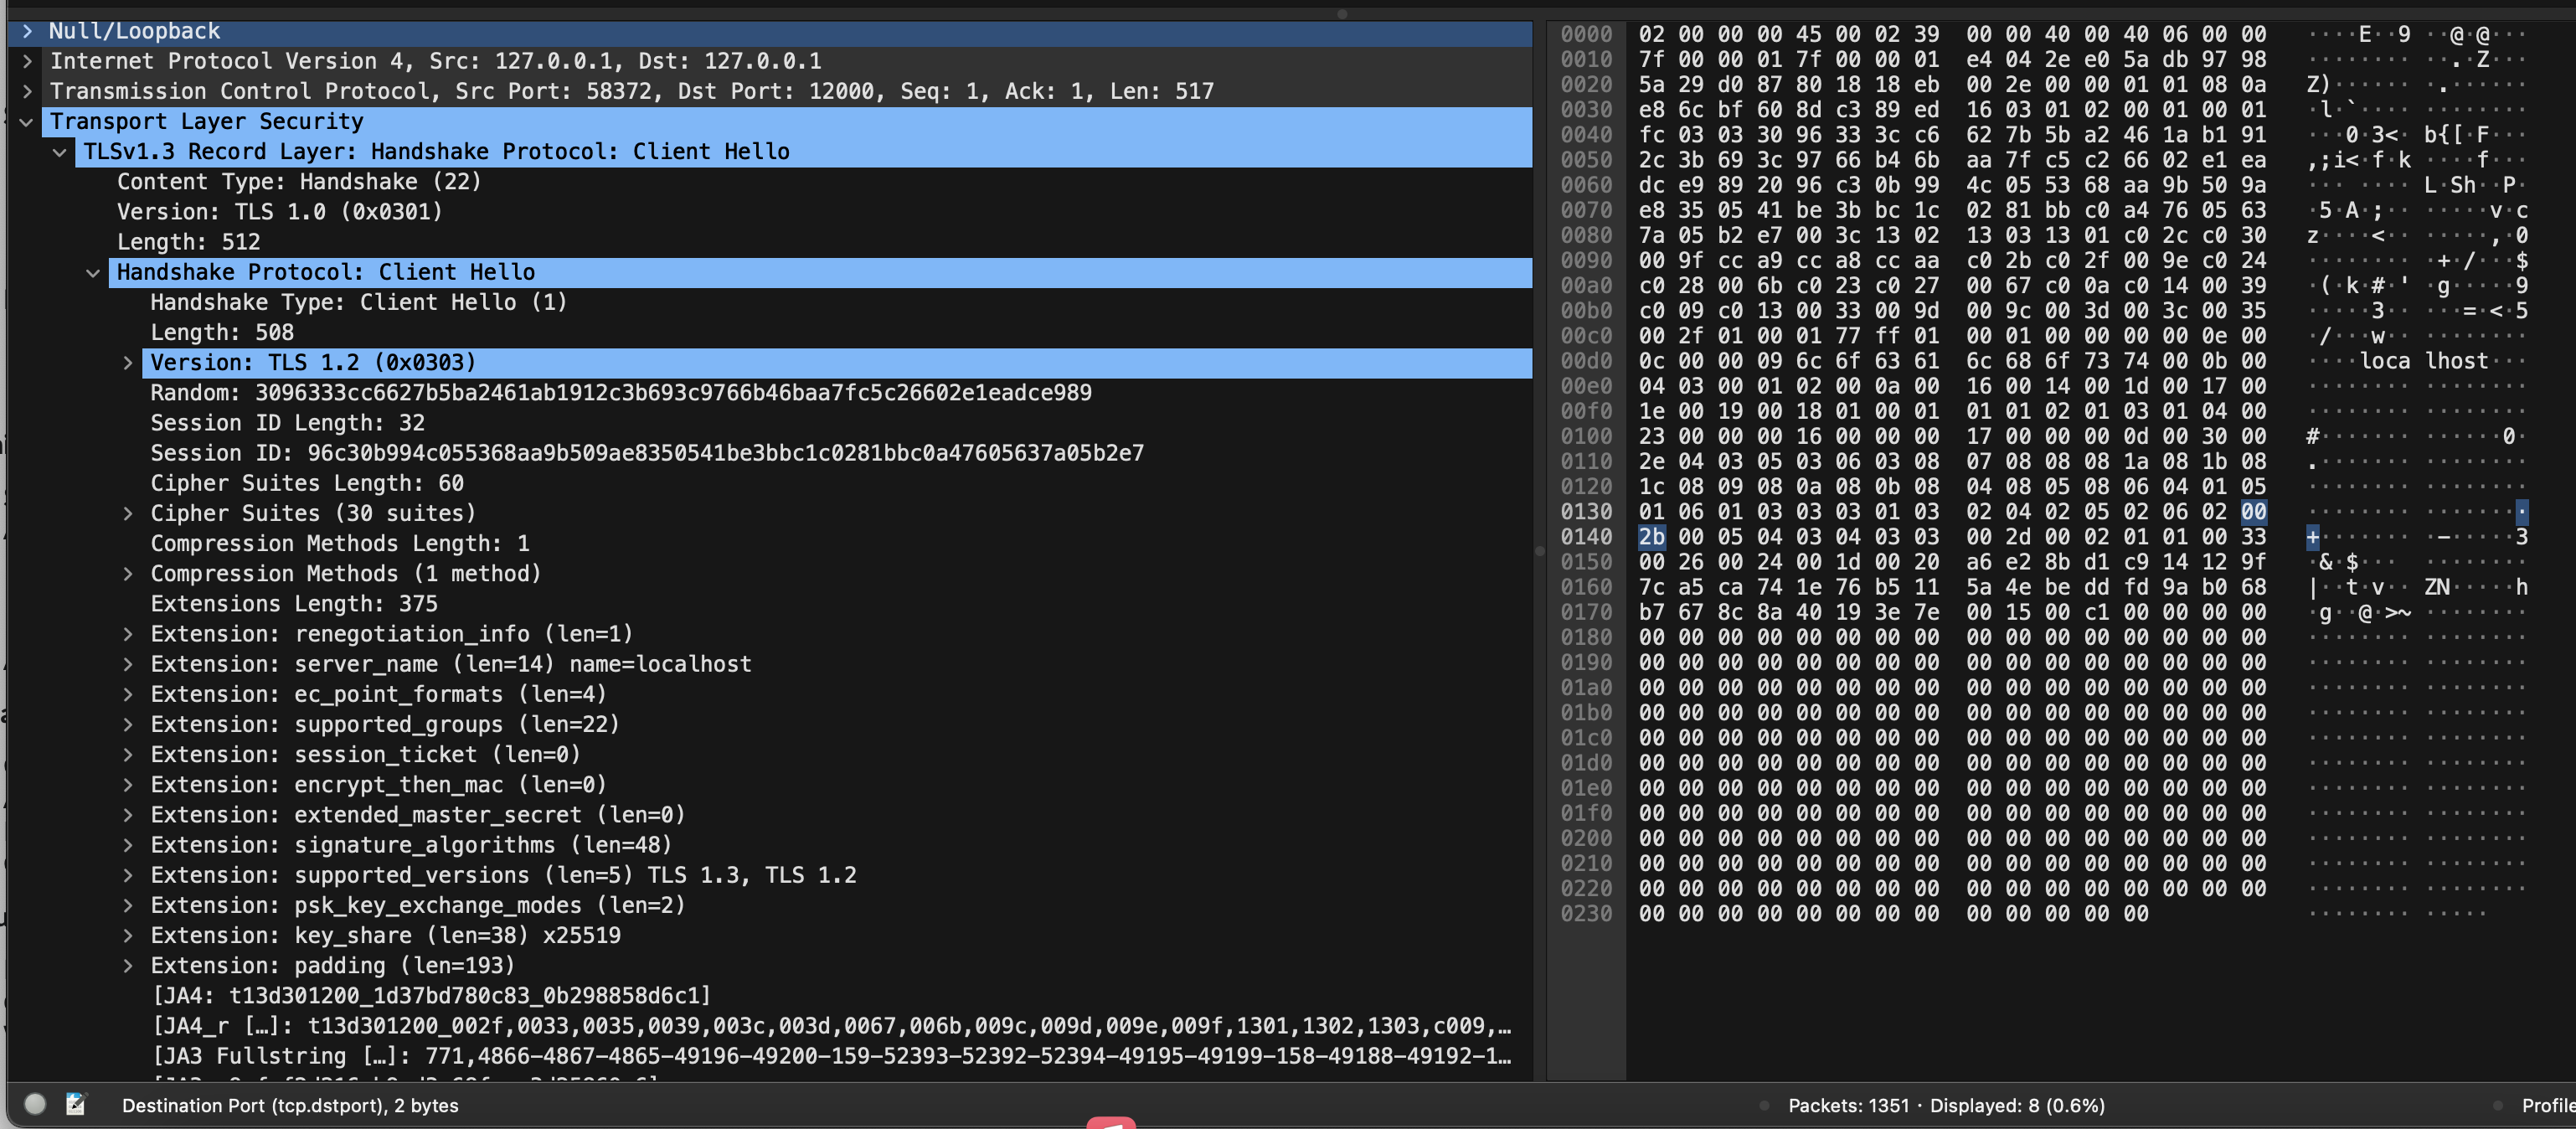 Null/Loopback
Internet Protocol Version 4, Src: 127.0.0.1, Dst: 127.0.0.1
Transmission Control Protocol, Src Port: 58372, Dst Port: 12000, Seq: 1, Ack: 1, Len: 517
Transport Layer Security
TLSv1.3 Record Layer: Handshake Protocol: Client Hello
Content Type: Handshake (22)
Version: TLS 1.0 (0x0301)
Length: 512
Handshake Protocol: Client Hello
Handshake Type: Client Hello (1)
Length: 508
Version: TLS 1.2 (0x0303)
Random: 3096333cc6627b5ba2461ab1912c3b693c9766b46baa7fc5c26602e1eadce989
Session ID Length: 32
Session ID: 96c30b994c055368aa9b509ae8350541be3bbc1c0281bbc0a47605637a05b2e7
Cipher Suites Length: 60
Cipher Suites (30 suites)
Compression Methods Length: 1
Compression Methods (1 method)
Extensions Length: 375
Extension: renegotiation_info (len=1)
Extension: server_name (len=14) name=localhost
Extension: ec_point_formats (len=4)
Extension: supported_groups (len=22)
Extension: session_ticket (len=0)
Extension: encrypt_then_mac (len=0)
Extension: extended_master_secret (len=0)
Extension: signature_algorithms (len=48)
Extension: supported_versions (len=5) TLS 1.3, TLS 1.2
Extension: psk_key_exchange_modes (len=2)
Extension: key_share (len=38) x25519
Extension: padding (len=193)
[JA4: t13d301200_1d37bd780c83_0b298858d6c1]
[JA4_r […]: t13d301200_002f,0033,0035,0039,003c,003d,0067,006b,009c,009d,009e,009f,1301,1302,1303,c009,…
[JA3 Fullstring […]: 771,4866-4867-4865-49196-49200-159-52393-52392-52394-49195-49199-158-49188-49192-1…
0000 02 00 00 00 45 00 02 39 00 00 40 00 40 06 00 00 ····E··9 ··@·@···
0010 7f 00 00 01 7f 00 00 01 e4 04 2e e0 5a db 97 98 ········ ··.·Z···
0020 5a 29 d0 87 80 18 18 eb 00 2e 00 00 01 01 08 0a Z)······ ·.······
0030 e8 6c bf 60 8d c3 89 ed 16 03 01 02 00 01 00 01 ·l·`···· ········
0040 fc 03 03 30 96 33 3c c6 62 7b 5b a2 46 1a b1 91 ···0·3<· b{[·F···
0050 2c 3b 69 3c 97 66 b4 6b aa 7f c5 c2 66 02 e1 ea ,;i<·f·k ····f···
0060 dc e9 89 20 96 c3 0b 99 4c 05 53 68 aa 9b 50 9a ··· ···· L·Sh··P·
0070 e8 35 05 41 be 3b bc 1c 02 81 bb c0 a4 76 05 63 ·5·A·;·· ·····v·c
0080 7a 05 b2 e7 00 3c 13 02 13 03 13 01 c0 2c c0 30 z····<·· ·····,·0
0090 00 9f cc a9 cc a8 cc aa c0 2b c0 2f 00 9e c0 24 ········ ·+·/···$
00a0 c0 28 00 6b c0 23 c0 27 00 67 c0 0a c0 14 00 39 ·(·k·#·' ·g·····9
00b0 c0 09 c0 13 00 33 00 9d 00 9c 00 3d 00 3c 00 35 ·····3·· ···=·<·5
00c0 00 2f 01 00 01 77 ff 01 00 01 00 00 00 00 0e 00 ·/···w·· ········
00d0 0c 00 00 09 6c 6f 63 61 6c 68 6f 73 74 00 0b 00 ····loca lhost···
00e0 04 03 00 01 02 00 0a 00 16 00 14 00 1d 00 17 00 ········ ········
00f0 1e 00 19 00 18 01 00 01 01 01 02 01 03 01 04 00 ········ ········
0100 23 00 00 00 16 00 00 00 17 00 00 00 0d 00 30 00 #······· ······0·
0110 2e 04 03 05 03 06 03 08 07 08 08 08 1a 08 1b 08 .······· ········
0120 1c 08 09 08 0a 08 0b 08 04 08 05 08 06 04 01 05 ········ ········
0130 01 06 01 03 03 03 01 03 02 04 02 05 02 06 02 00 ········ ········
0140 2b 00 05 04 03 04 03 03 00 2d 00 02 01 01 00 33 +······· ·-·····3
0150 00 26 00 24 00 1d 00 20 a6 e2 8b d1 c9 14 12 9f ·&·$···  ········
0160 7c a5 ca 74 1e 76 b5 11 5a 4e be dd fd 9a b0 68 |··t·v·· ZN·····h
0170 b7 67 8c 8a 40 19 3e 7e 00 15 00 c1 00 00 00 00 ·g··@·>~ ········
0180 00 00 00 00 00 00 00 00 00 00 00 00 00 00 00 00 ········ ········
0190 00 00 00 00 00 00 00 00 00 00 00 00 00 00 00 00 ········ ········
01a0 00 00 00 00 00 00 00 00 00 00 00 00 00 00 00 00 ········ ········
01b0 00 00 00 00 00 00 00 00 00 00 00 00 00 00 00 00 ········ ········
01c0 00 00 00 00 00 00 00 00 00 00 00 00 00 00 00 00 ········ ········
01d0 00 00 00 00 00 00 00 00 00 00 00 00 00 00 00 00 ········ ········
01e0 00 00 00 00 00 00 00 00 00 00 00 00 00 00 00 00 ········ ········
01f0 00 00 00 00 00 00 00 00 00 00 00 00 00 00 00 00 ········ ········
0200 00 00 00 00 00 00 00 00 00 00 00 00 00 00 00 00 ········ ········
0210 00 00 00 00 00 00 00 00 00 00 00 00 00 00 00 00 ········ ········
0220 00 00 00 00 00 00 00 00 00 00 00 00 00 00 00 00 ········ ········
0230 00 00 00 00 00 00 00 00 00 00 00 00 00 ········ ·····
Destination Port (tcp.dstport), 2 bytes
Packets: 1351 · Displayed: 8 (0.6%)
Profile